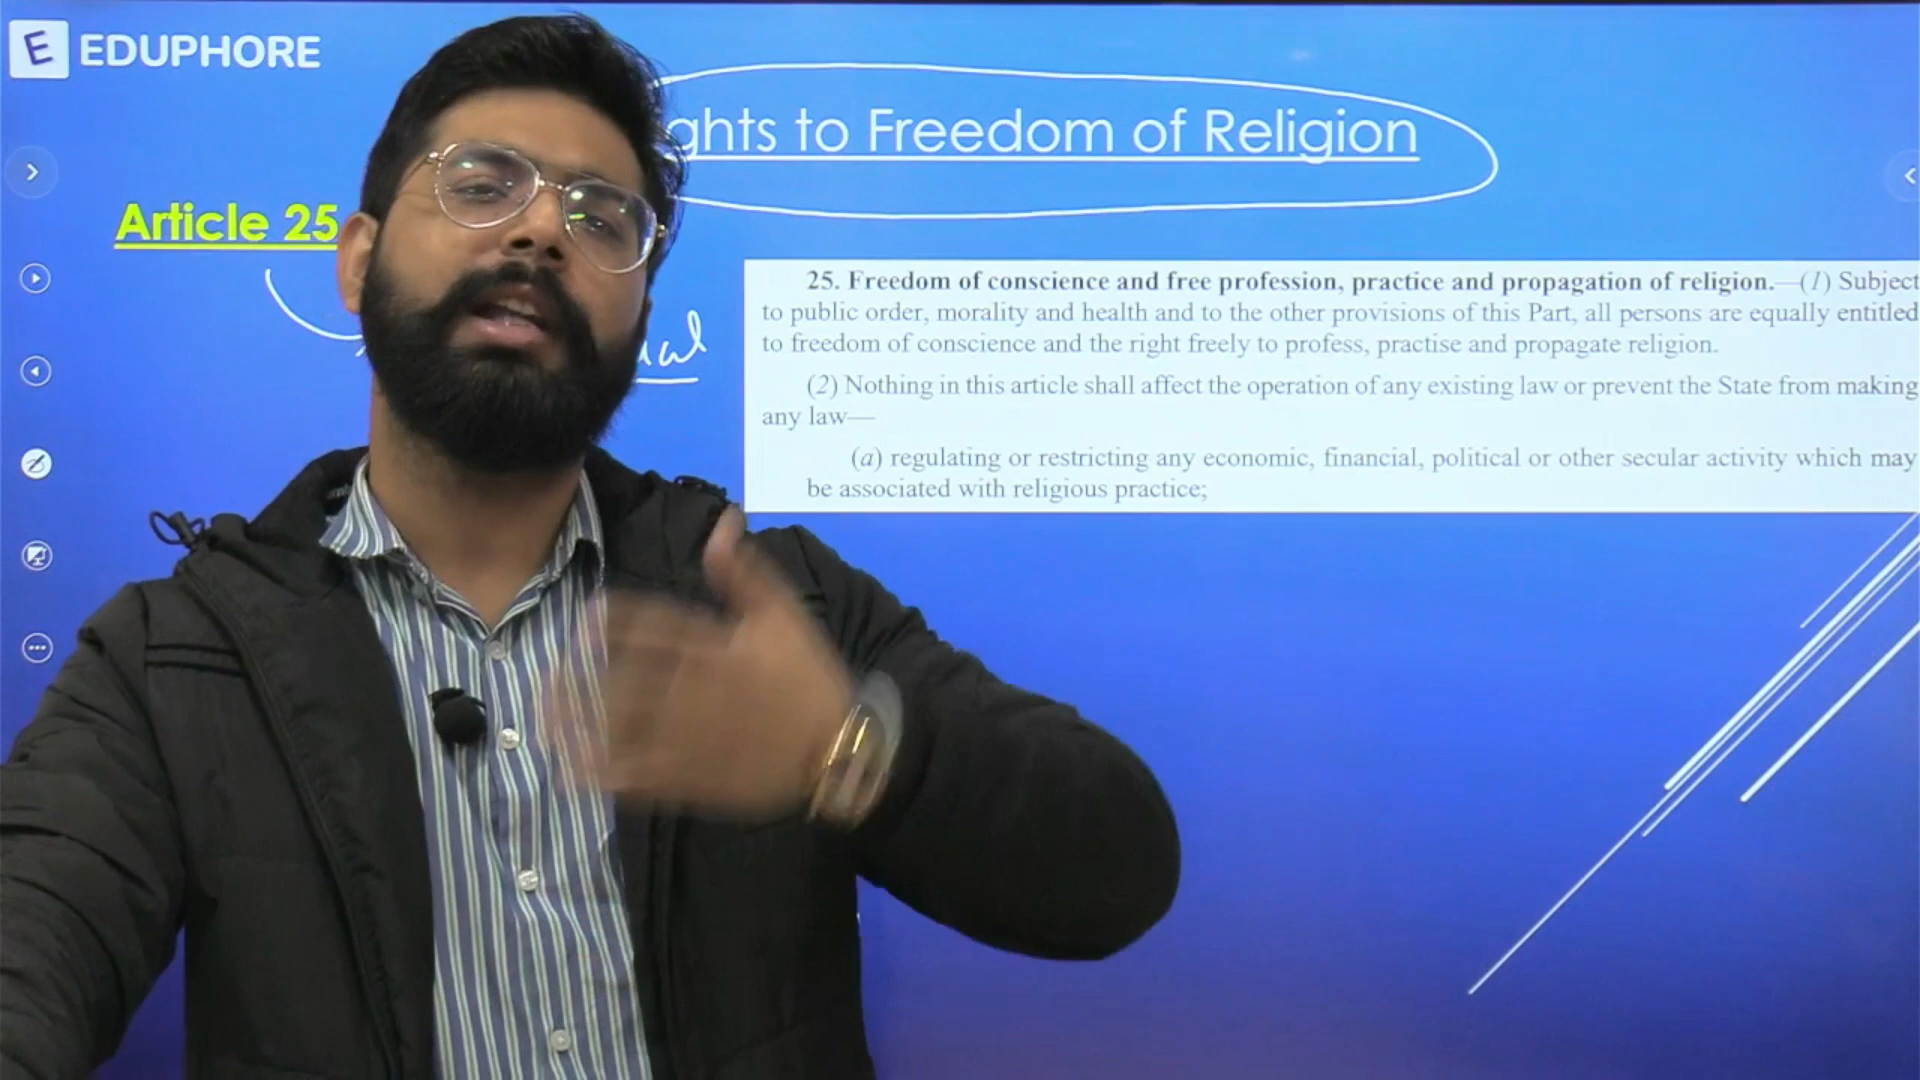 EDUPHORE
ghts to Freedom of Religion
Article 25
25. Freedom of conscience and free profession, practice and propagation of religion.—(1) Subject
to public order, morality and health and to the other provisions of this Part, all persons are equally entitled
to freedom of conscience and the right freely to profess, practise and propagate religion.
(2) Nothing in this article shall affect the operation of any existing law or prevent the State from making
any law—
(a) regulating or restricting any economic, financial, political or other secular activity which may
be associated with religious practice;